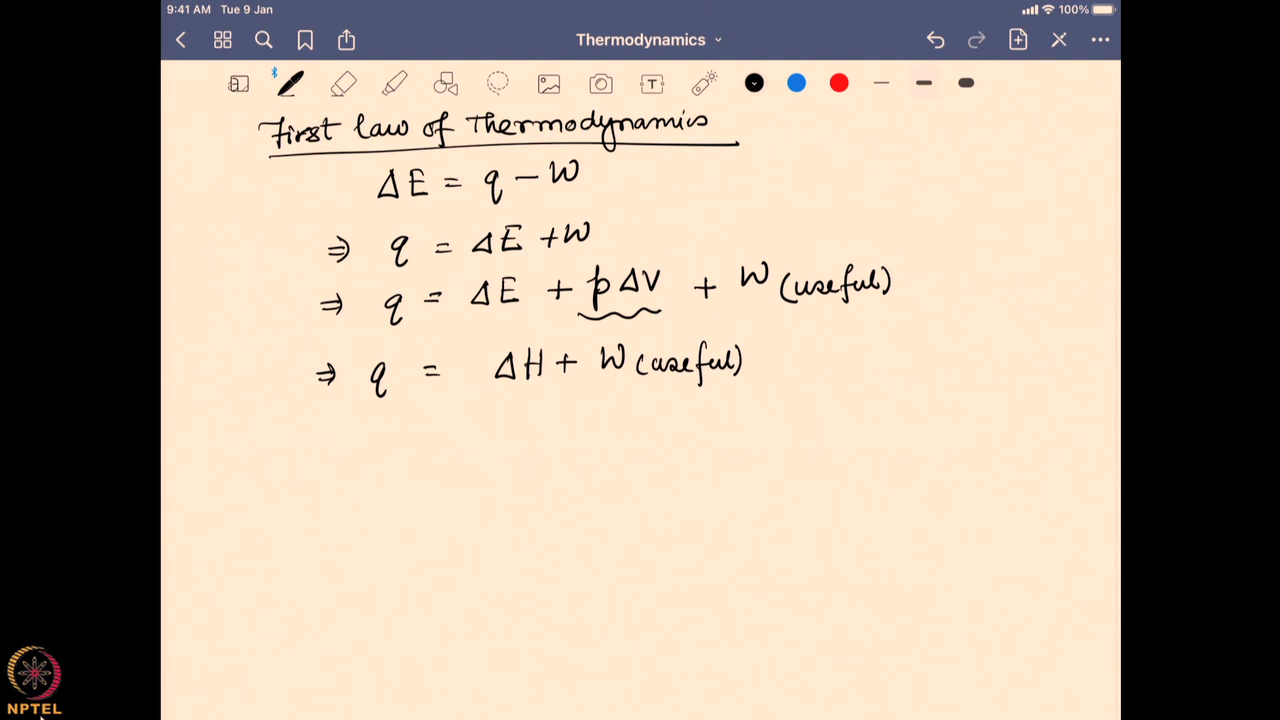 9:41 AM Tue 9 Jan 100%
Thermodynamics
T
First law of Thermodynamics
ΔE = q - W
⇒ q = ΔE + W
⇒ q = ΔE + pΔV + W (useful)
⇒ q = ΔH + W (useful)
NPTEL